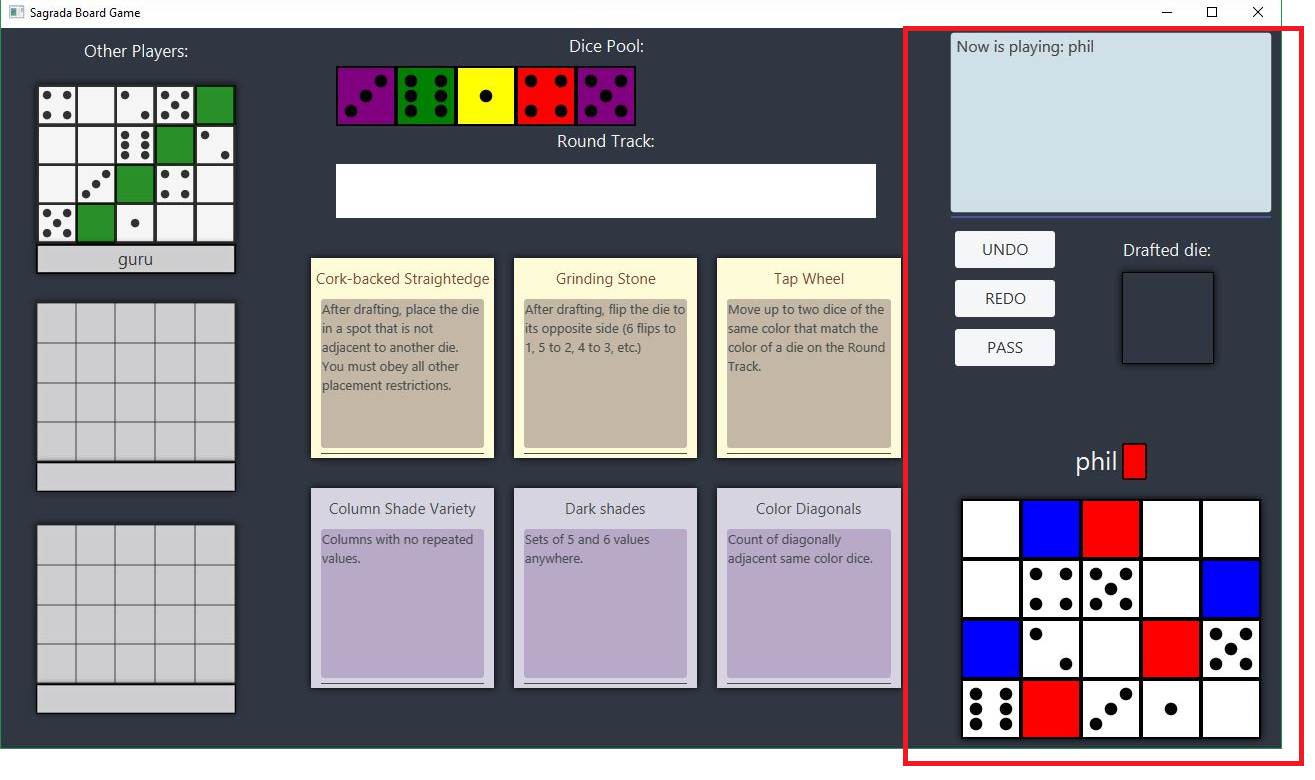 Sagrada Board Game
Other Players:
guru
Dice Pool:
Round Track:
Cork-backed Straightedge
After drafting, place the die
in a spot that is not
adjacent to another die.
You must obey all other
placement restrictions.
Grinding Stone
After drafting, flip the die to
its opposite side (6 flips to
1, 5 to 2, 4 to 3, etc.)
Tap Wheel
Move up to two dice of the
same color that match the
color of a die on the Round
Track.
Column Shade Variety
Columns with no repeated
values.
Dark shades
Sets of 5 and 6 values
anywhere.
Color Diagonals
Count of diagonally
adjacent same color dice.
Now is playing: phil
UNDO
REDO
PASS
Drafted die:
phil